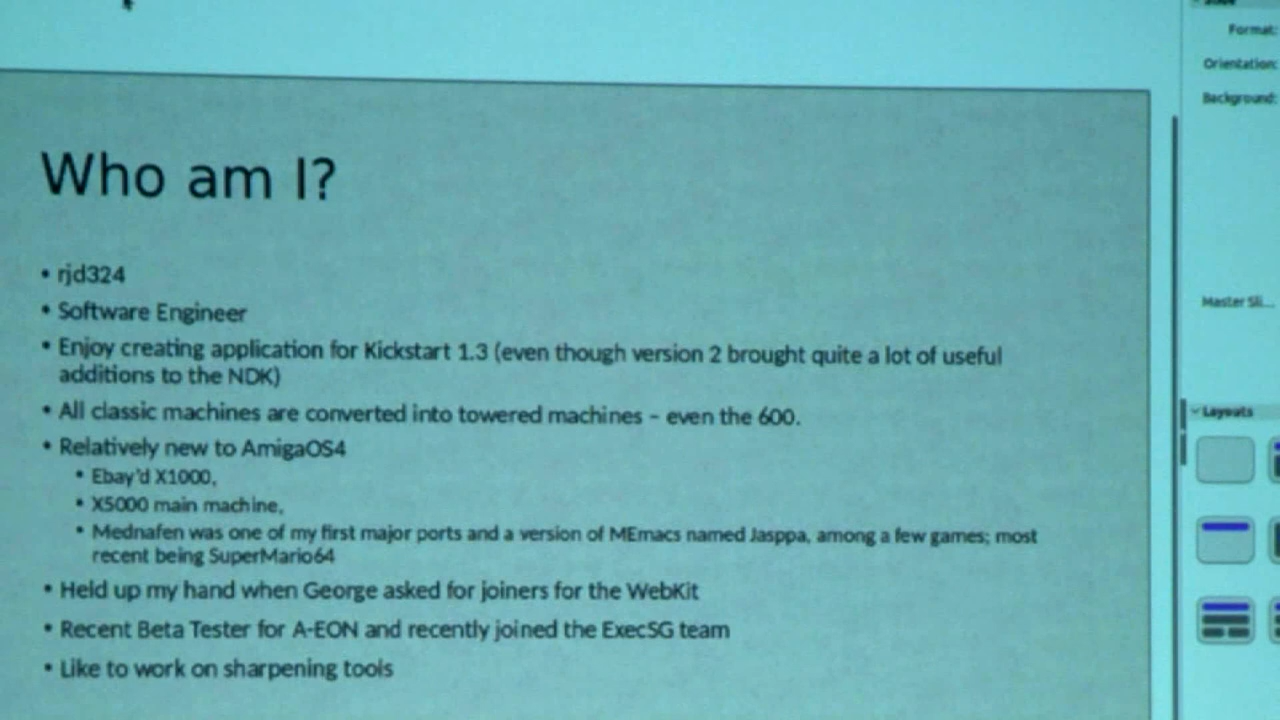 Format:
Orientation:
Background:
Who am I?
• rjd324
• Software Engineer
• Enjoy creating application for Kickstart 1.3 (even though version 2 brought quite a lot of useful
additions to the NDK)
• All classic machines are converted into towered machines – even the 600.
• Relatively new to AmigaOS4
• Ebay'd X1000,
• X5000 main machine,
• Mednafen was one of my first major ports and a version of MEmacs named Jasppa, among a few games; most
recent being SuperMario64
• Held up my hand when George asked for joiners for the WebKit
• Recent Beta Tester for A-EON and recently joined the ExecSG team
• Like to work on sharpening tools
Master Sli...
Layouts